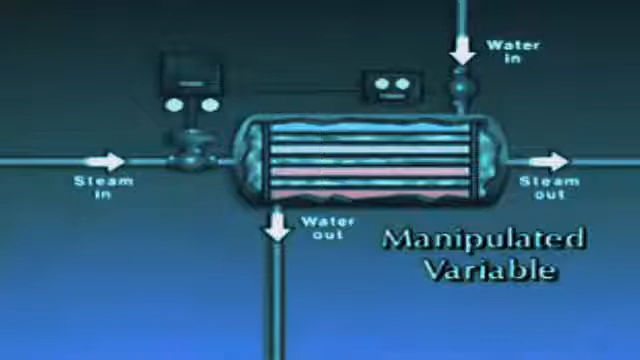 Water
in
Steam
in
Steam
out
Water
out
Manipulated
Variable